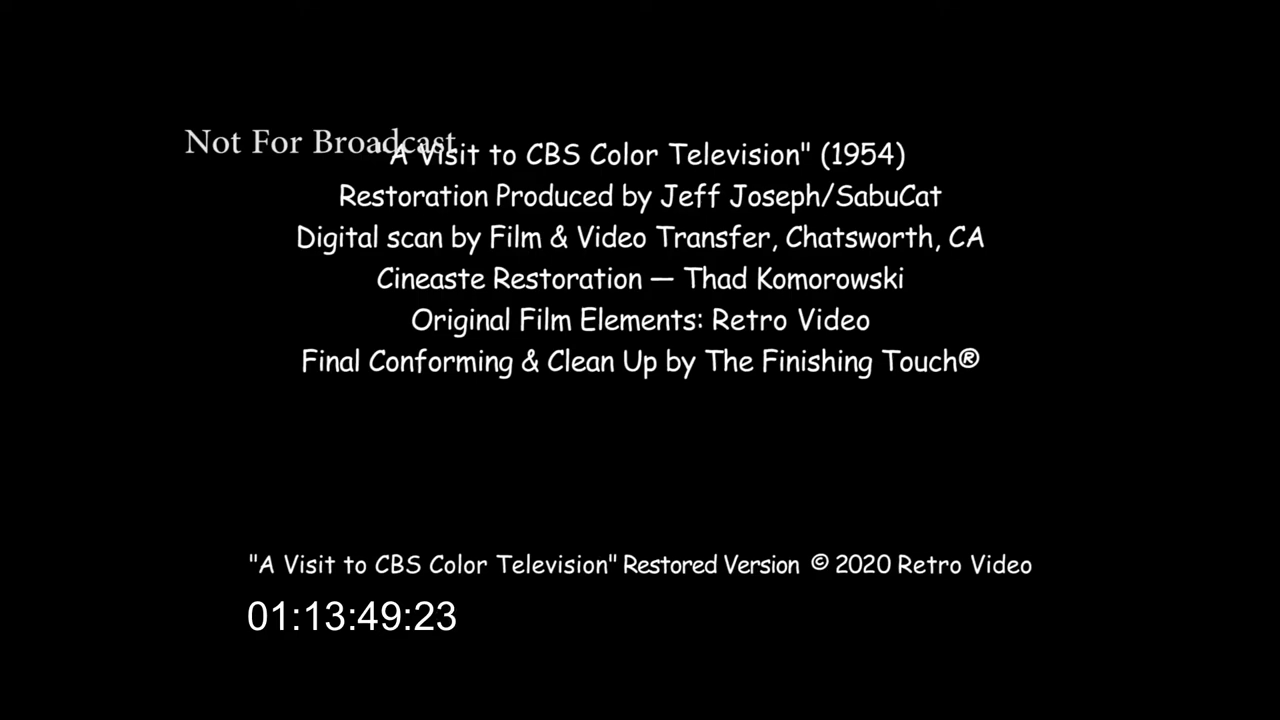 Not For Broadcast
"A Visit to CBS Color Television" (1954)
Restoration Produced by Jeff Joseph/SabuCat
Digital scan by Film & Video Transfer, Chatsworth, CA
Cineaste Restoration — Thad Komorowski
Original Film Elements: Retro Video
Final Conforming & Clean Up by The Finishing Touch®
"A Visit to CBS Color Television" Restored Version © 2020 Retro Video
01:13:49:23